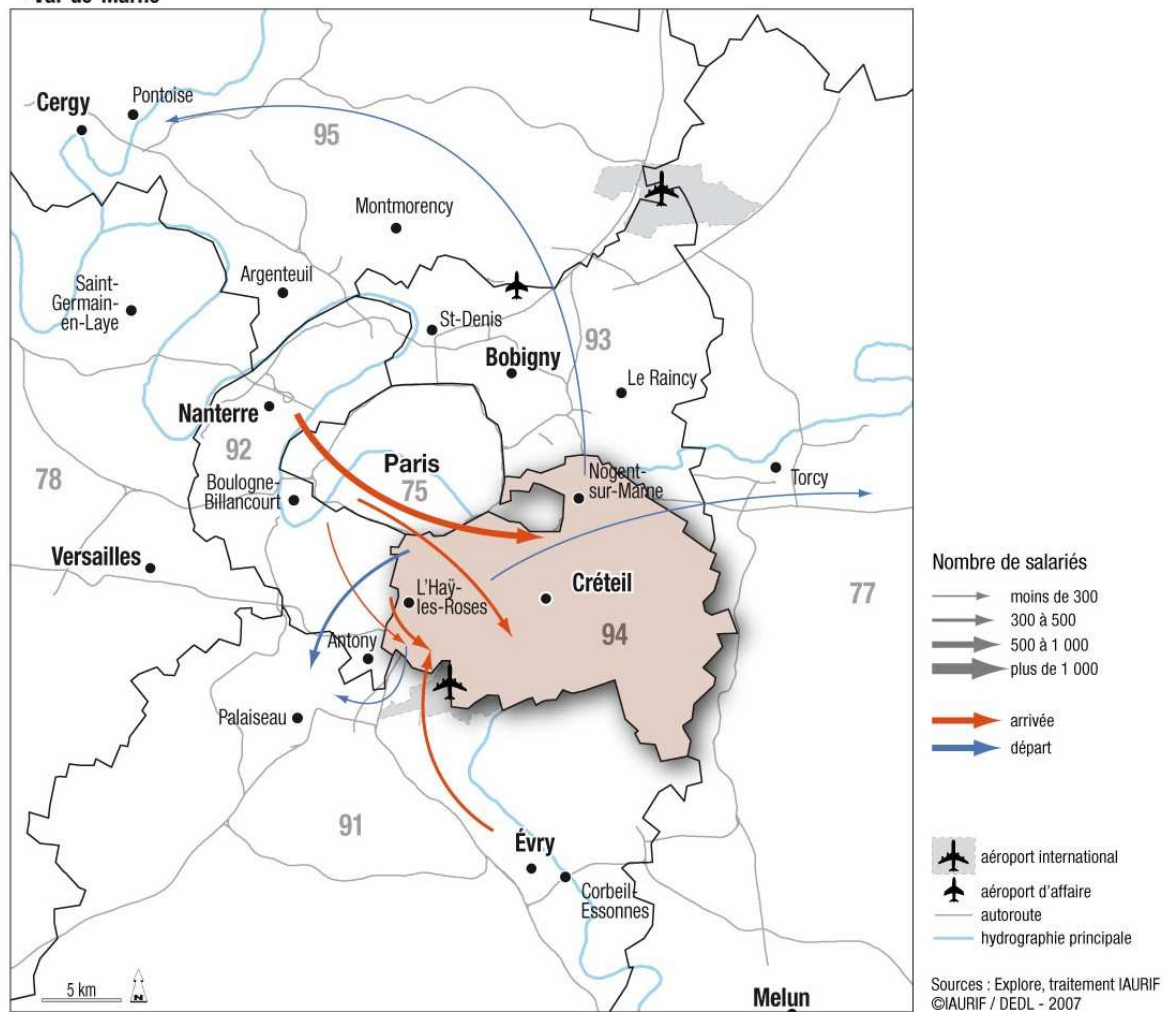 Val-de-Marne
Pontoise
Cergy
95
Montmorency
Argenteuil
Saint-
Germain-
en-Laye
St-Denis
93
Bobigny
Le Raincy
Nanterre
92
Paris
75
78
Boulogne-
Billancourt
Nogent-
sur-Marne
Torcy
Versailles
L'Haÿ-
les-Roses
Créteil
77
94
Antony
Palaiseau
91
Évry
Corbeil-
Essonnes
5 km
N
Melun
Nombre de salariés
moins de 300
300 à 500
500 à 1 000
plus de 1 000
arrivée
départ
aéroport international
aéroport d'affaire
autoroute
hydrographie principale
Sources : Explore, traitement IAURIF
©IAURIF / DEDL - 2007